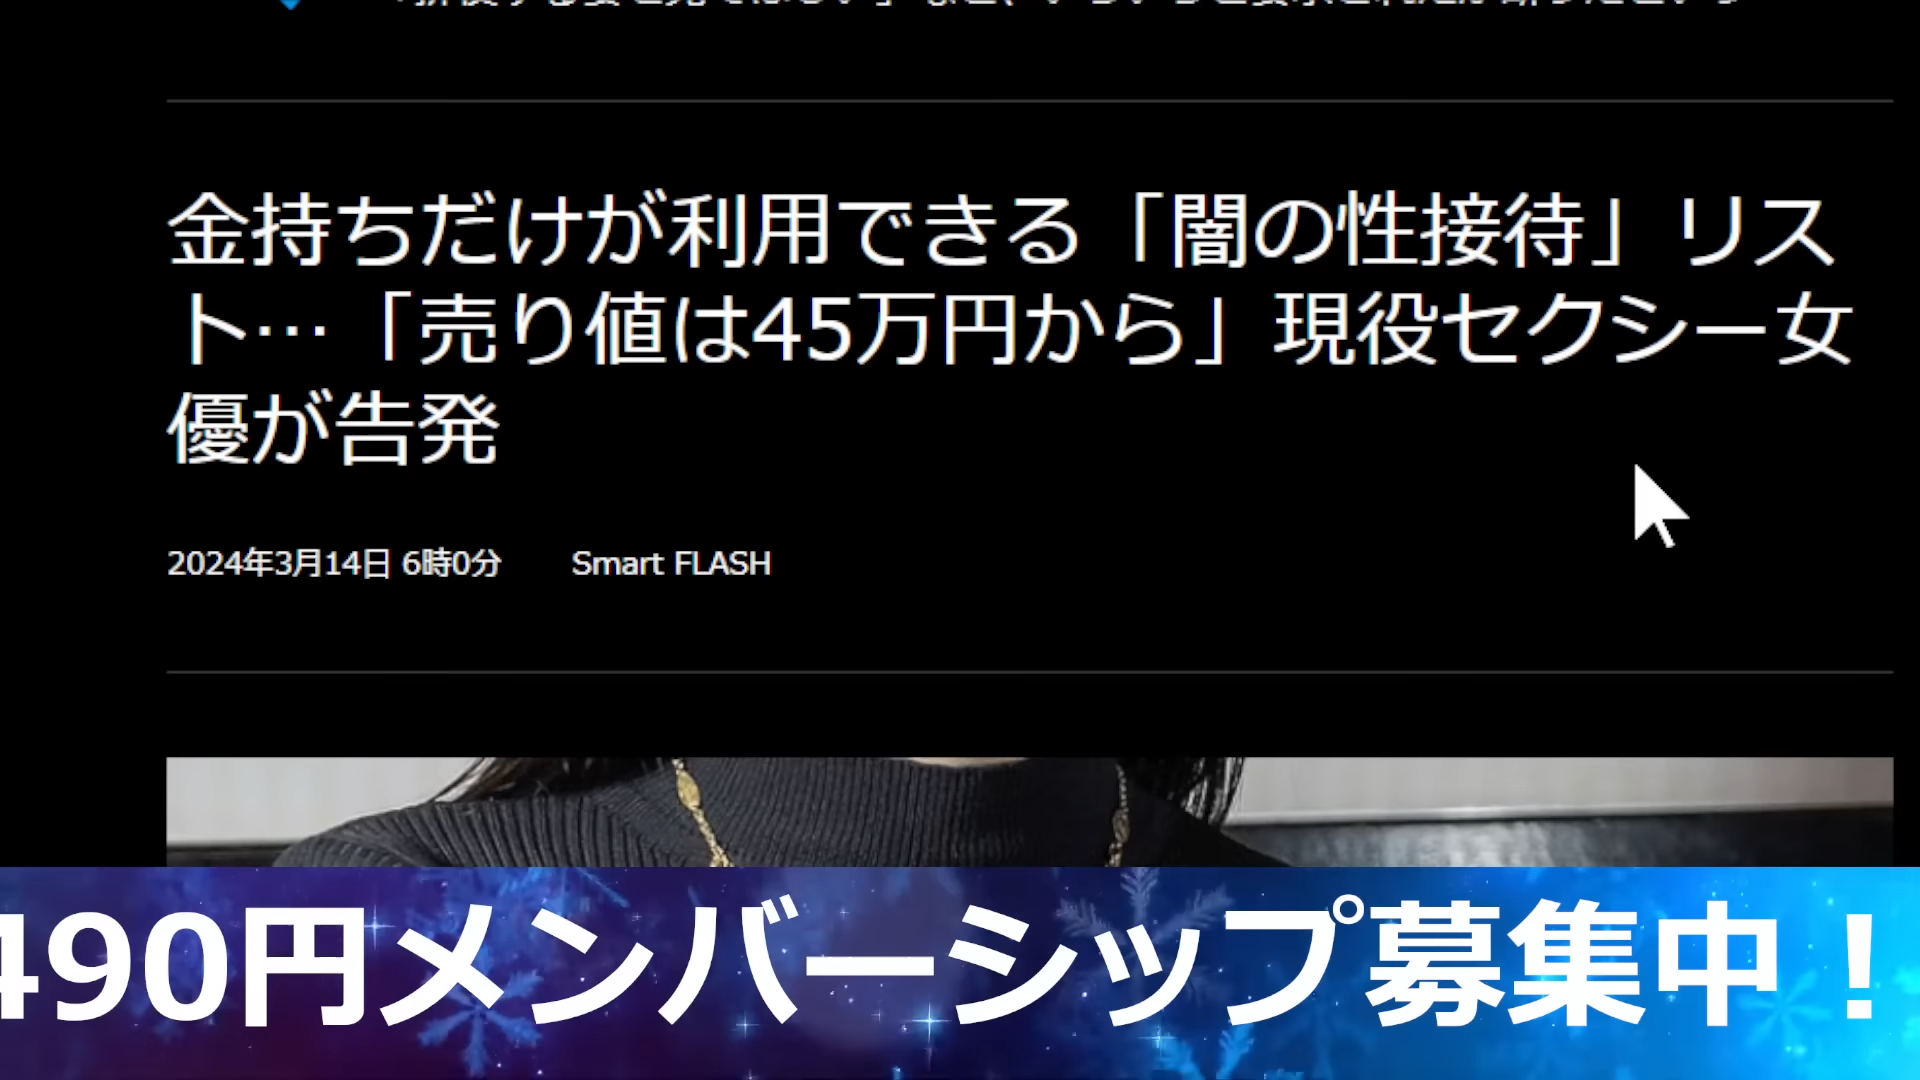 金持ちだけが利用できる「闇の性接待」リス
ト…「売り値は45万円から」現役セクシー女
優が告発
2024年3月14日 6時0分 Smart FLASH
490円メンバーシップ募集中！